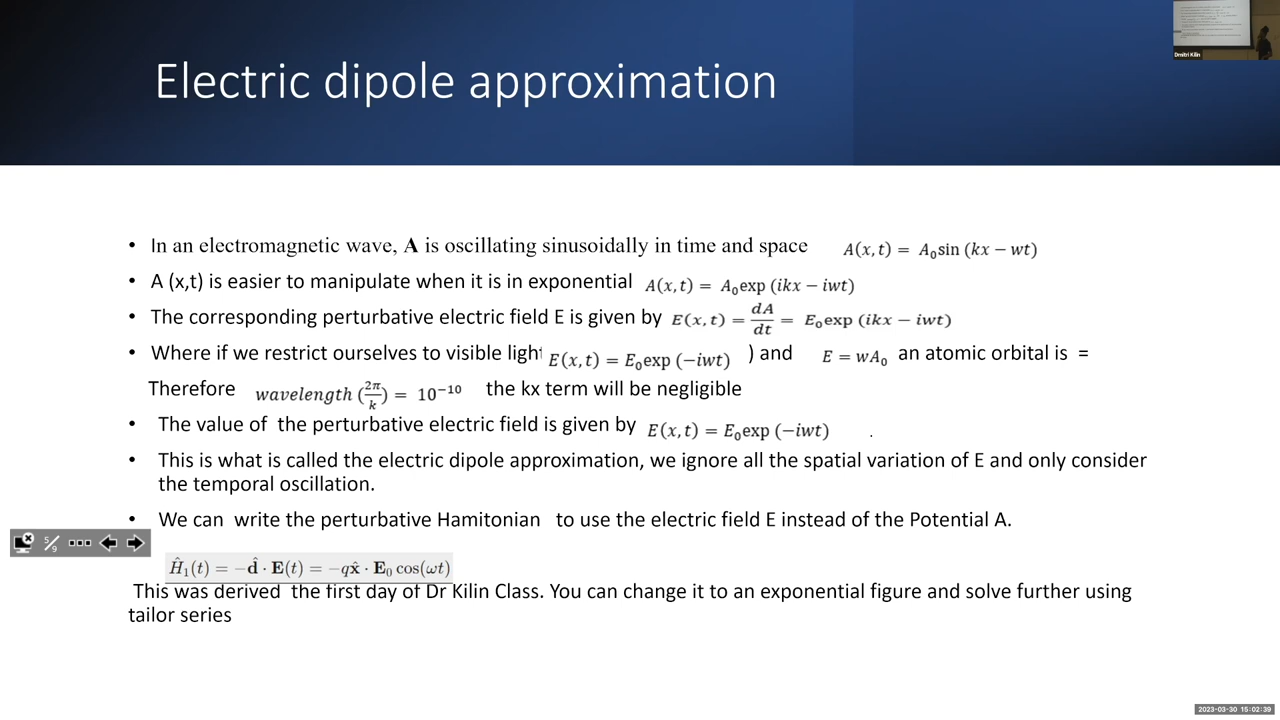 Electric dipole approximation
Dmitri Kilin
• In an electromagnetic wave, A is oscillating sinusoidally in time and space A(x, t) = A₀sin (kx − wt)
• A (x,t) is easier to manipulate when it is in exponential A(x, t) = A₀exp (ikx − iwt)
• The corresponding perturbative electric field E is given by E(x, t) = dA/dt = E₀exp (ikx − iwt)
• Where if we restrict ourselves to visible light E(x, t) = E₀exp (−iwt) ) and E = wA₀ an atomic orbital is =
Therefore wavelength (2π/k) = 10⁻¹⁰ the kx term will be negligible
• The value of the perturbative electric field is given by E(x, t) = E₀exp (−iwt) .
• This is what is called the electric dipole approximation, we ignore all the spatial variation of E and only consider
the temporal oscillation.
• We can write the perturbative Hamitonian to use the electric field E instead of the Potential A.
5/9
Ĥ₁(t) = −d̂ · E(t) = −qx̂ · E₀ cos(ωt)
This was derived the first day of Dr Kilin Class. You can change it to an exponential figure and solve further using
tailor series
2023-03-30 15:02:39